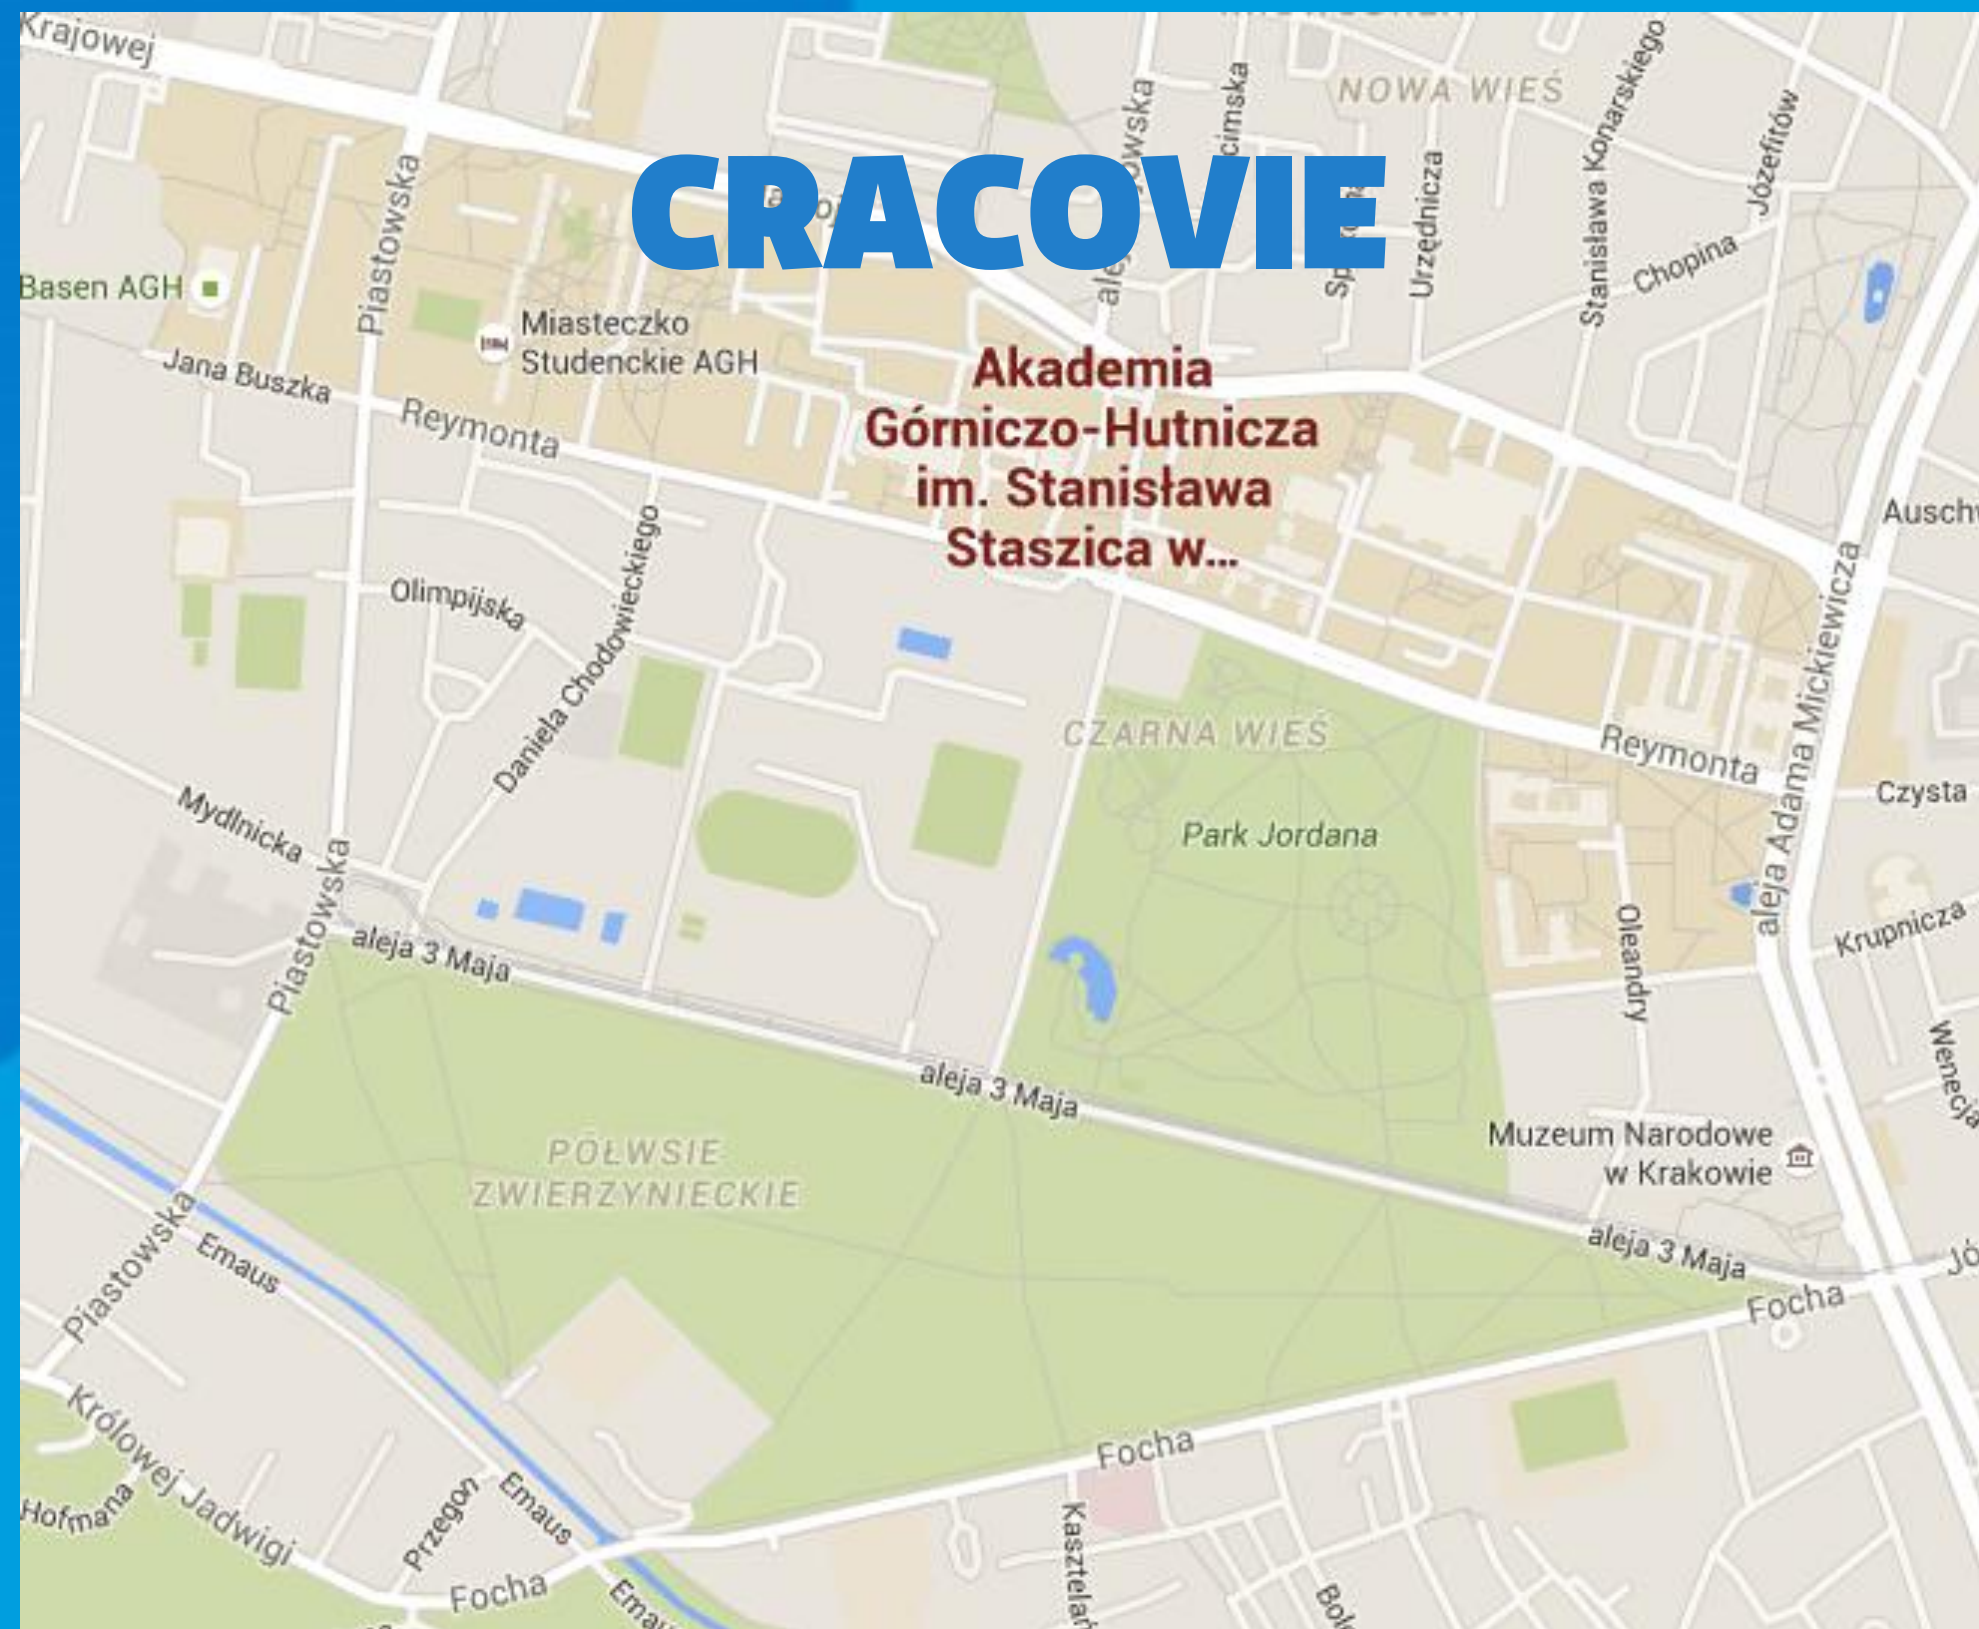 Krajowej
NOWA WIEŚ
Stanisława Konarskiego
Józefitów
CRACOVIE
Piastowska
Urzędnicza
Chopina
Basen AGH
Miasteczko
Studenckie AGH
Jana Buszka
Reymonta
Akademia
Górniczo-Hutnicza
im. Stanisława
Staszica w...
Olimpijska
Daniela Chodowieckiego
aleja Adama Mickiewicza
CZARNA WIEŚ
Reymonta
Czysta
Park Jordana
Mydlnicka
Piastowska
aleja 3 Maja
Oleandry
Krupnicza
Wenecja
aleja 3 Maja
Muzeum Narodowe
w Krakowie
PÓŁWSIE
ZWIERZYNIECKIE
Piastowska
Emaus
aleja 3 Maja
Focha
Królowej Jadwigi
Focha
Hofmana
Przegon
Emaus
Focha